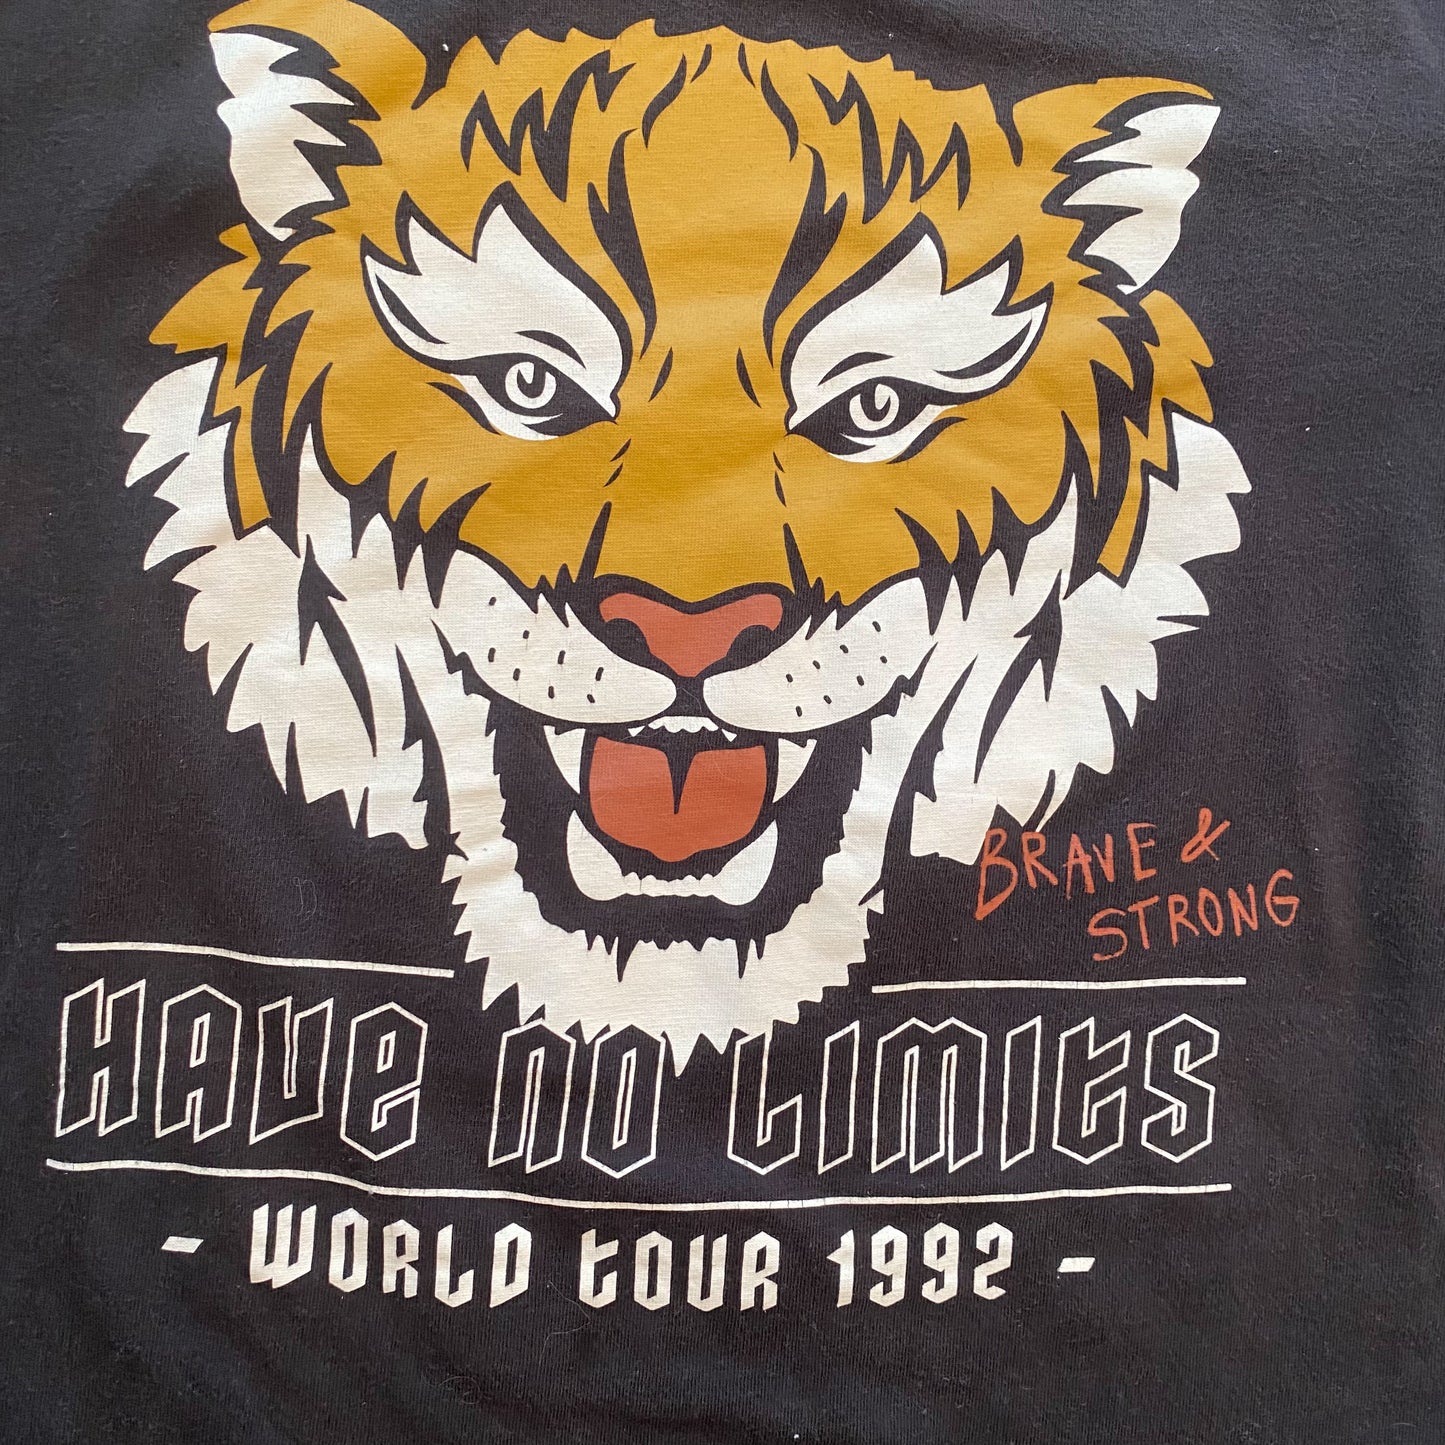 BRAVE &
STRONG
HAVE NO LIMITS
- WORLD TOUR 1992 -